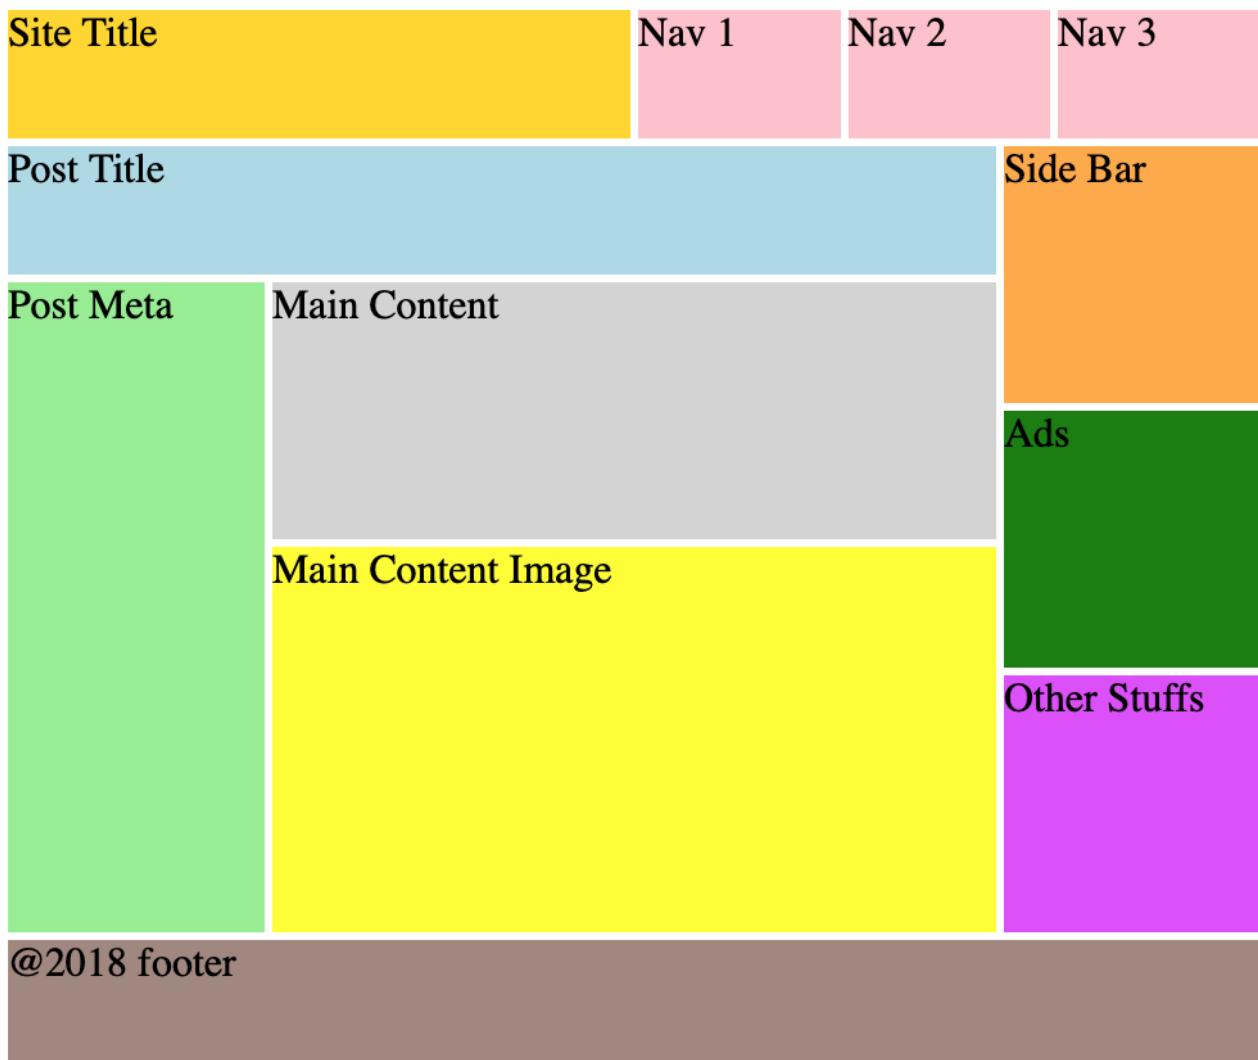 Site Title
Nav 1
Nav 2
Nav 3
Post Title
Side Bar
Post Meta
Main Content
Ads
Main Content Image
Other Stuffs
@2018 footer